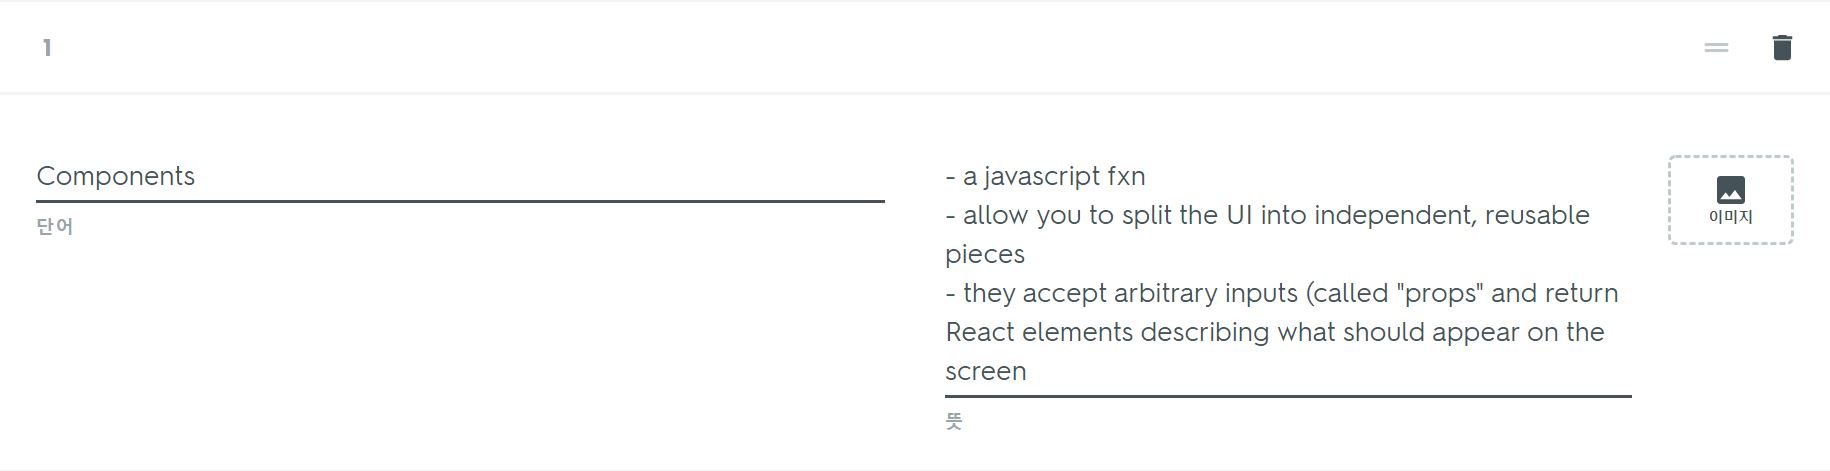 1
Components
단어
- a javascript fxn
- allow you to split the UI into independent, reusable
pieces
- they accept arbitrary inputs (called "props" and return
React elements describing what should appear on the
screen
뜻
이미지